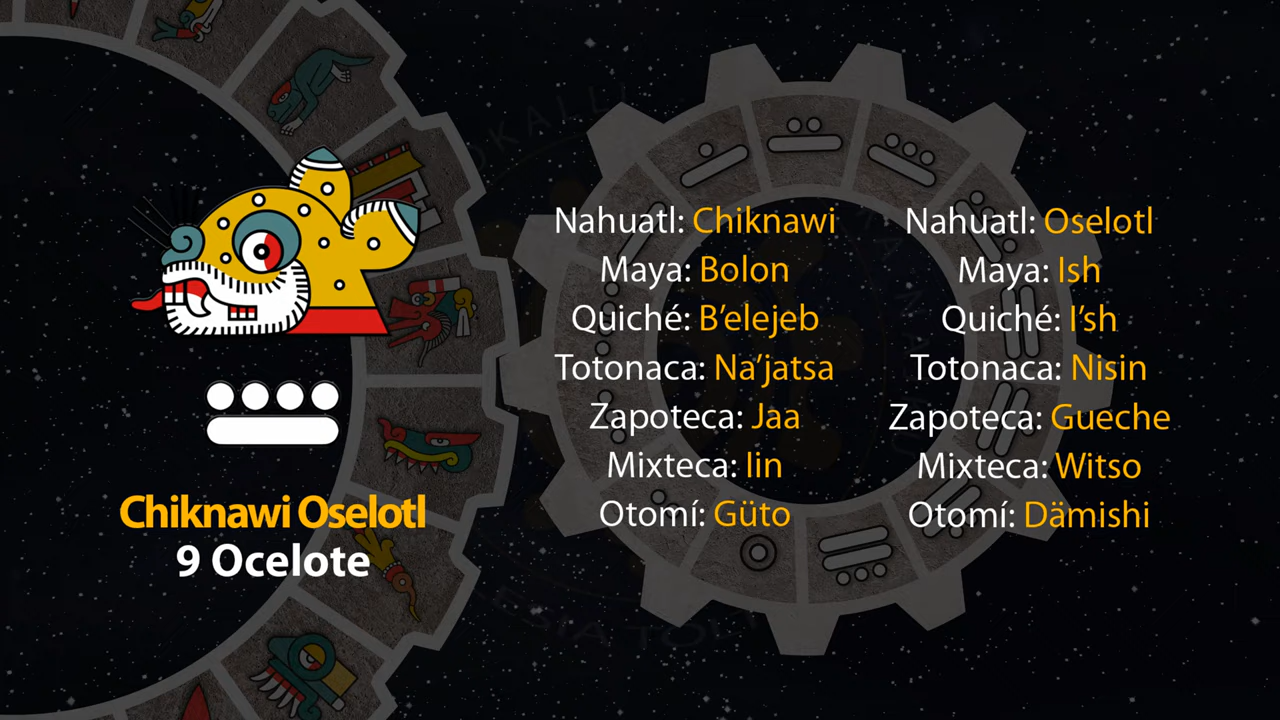 Chiknawi Oselotl
9 Ocelote
Nahuatl: Chiknawi
Maya: Bolon
Quiché: B’elejeb
Totonaca: Na’jatsa
Zapoteca: Jaa
Mixteca: Iin
Otomí: Güto
Nahuatl: Oselotl
Maya: Ish
Quiché: I’sh
Totonaca: Nisin
Zapoteca: Gueche
Mixteca: Witso
Otomí: Dämishi